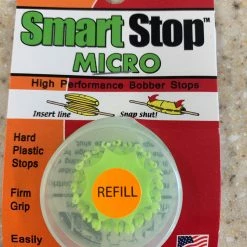 Smart Stop™
MICRO
High Performance Bobber Stops
Insert line
Snap shut!
Hard
Plastic
Stops
REFILL
Firm
Grip
Easily